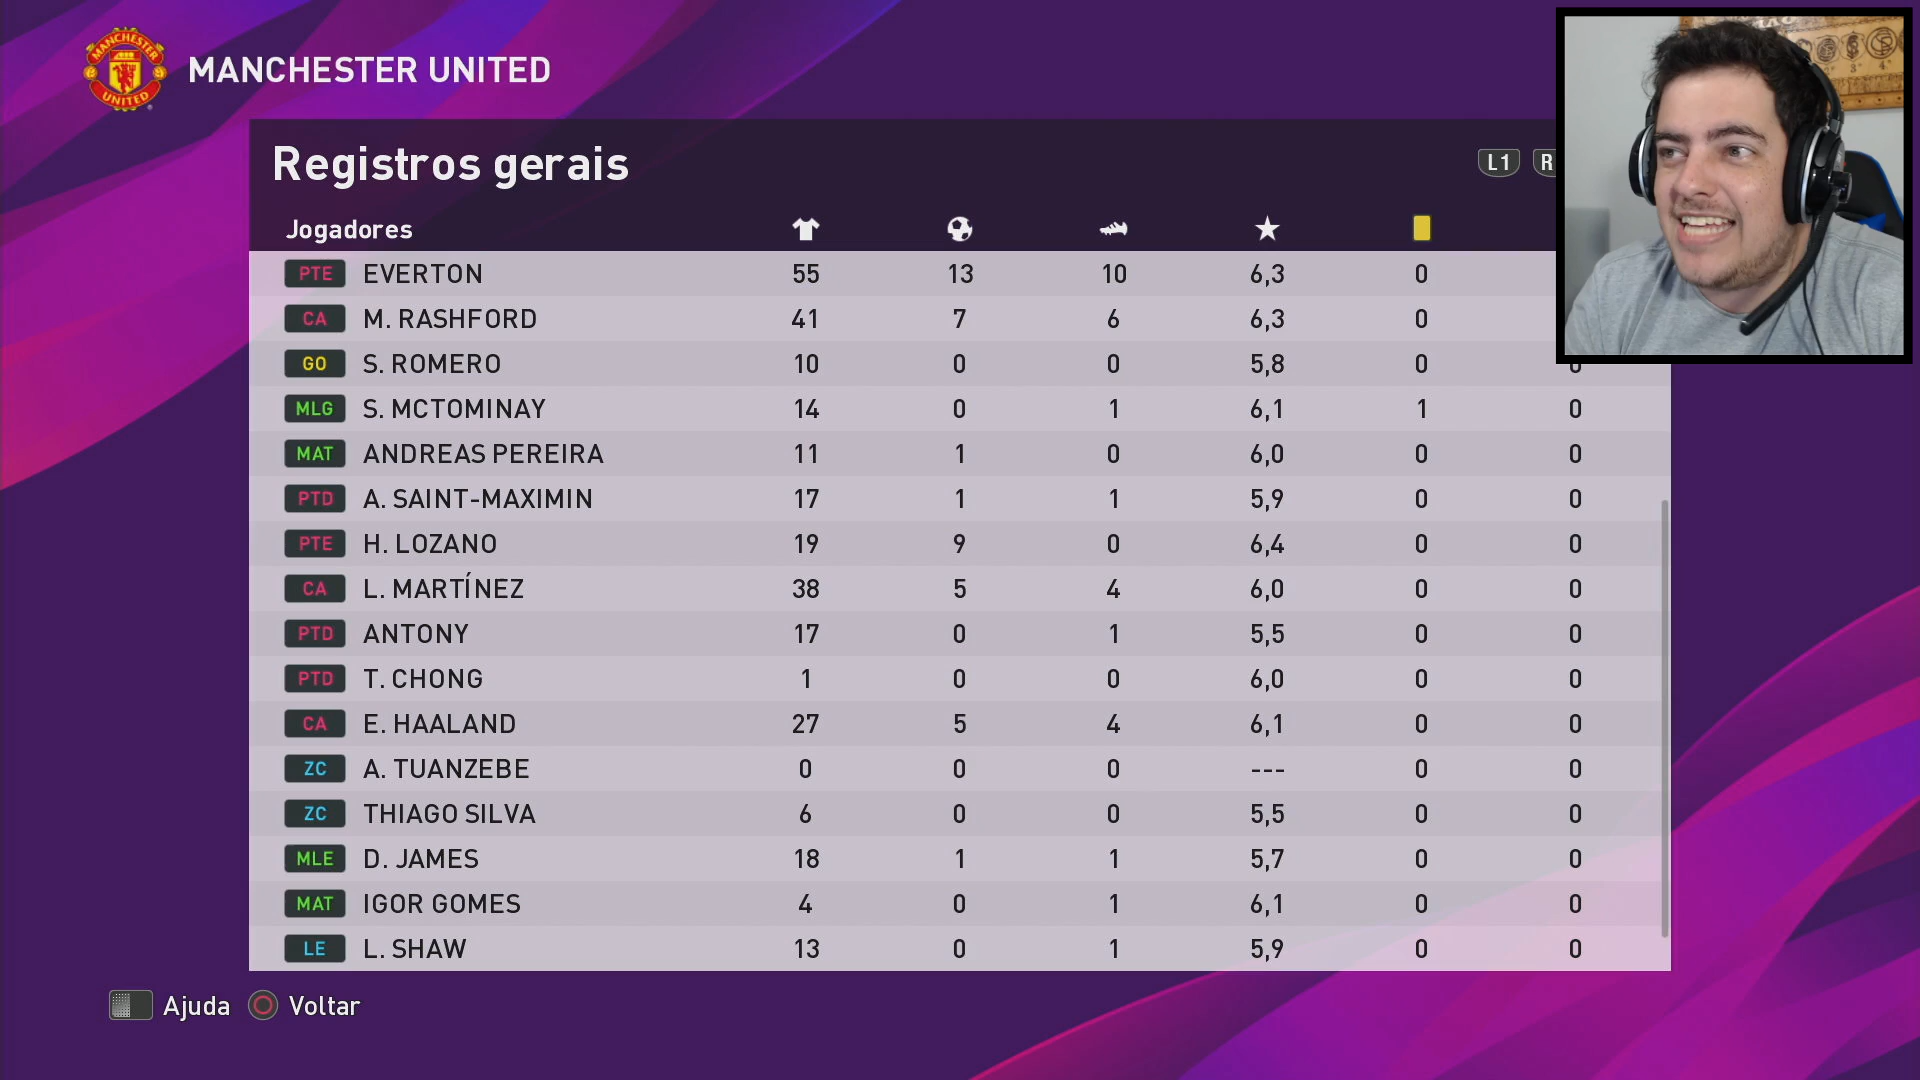 MANCHESTER UNITED
MANCHESTER UNITED
Registros gerais
L1 R
Jogadores
PTE EVERTON 55 13 10 6,3 0
CA M. RASHFORD 41 7 6 6,3 0
GO S. ROMERO 10 0 0 5,8 0 0
MLG S. MCTOMINAY 14 0 1 6,1 1 0
MAT ANDREAS PEREIRA 11 1 0 6,0 0 0
PTD A. SAINT-MAXIMIN 17 1 1 5,9 0 0
PTE H. LOZANO 19 9 0 6,4 0 0
CA L. MARTÍNEZ 38 5 4 6,0 0 0
PTD ANTONY 17 0 1 5,5 0 0
PTD T. CHONG 1 0 0 6,0 0 0
CA E. HAALAND 27 5 4 6,1 0 0
ZC A. TUANZEBE 0 0 0 --- 0 0
ZC THIAGO SILVA 6 0 0 5,5 0 0
MLE D. JAMES 18 1 1 5,7 0 0
MAT IGOR GOMES 4 0 1 6,1 0 0
LE L. SHAW 13 0 1 5,9 0 0
Ajuda Voltar